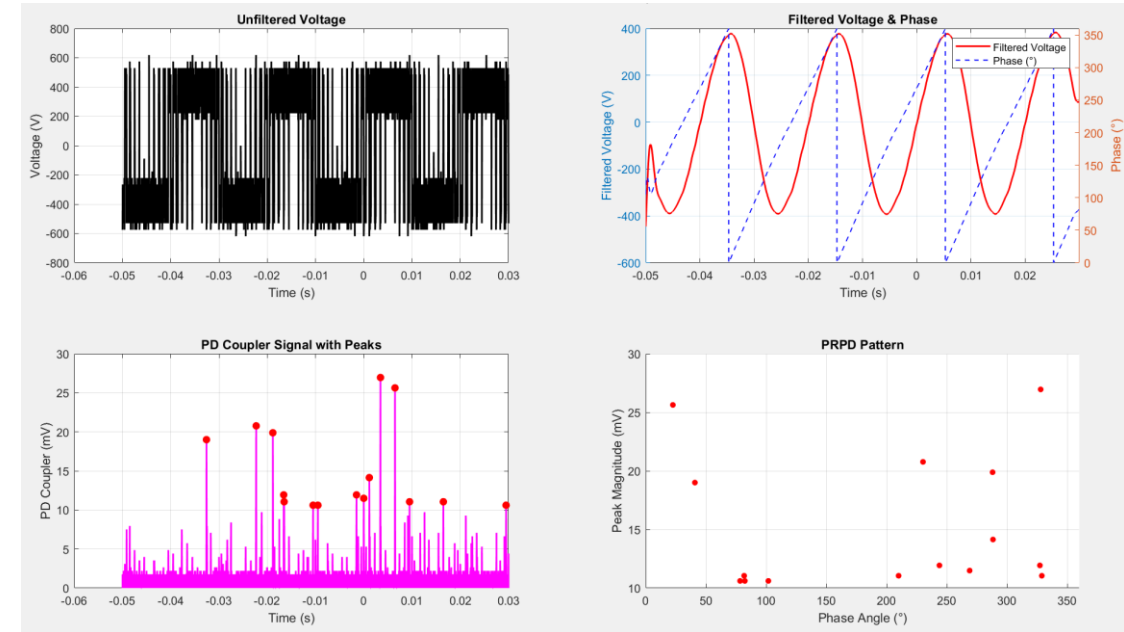 Unfiltered Voltage
800
600
400
200
0
-200
-400
-600
-800
Voltage (V)
-0.06 -0.05 -0.04 -0.03 -0.02 -0.01 0 0.01 0.02 0.03
Time (s)
Filtered Voltage & Phase
400
200
0
-200
-400
-600
Filtered Voltage (V)
Filtered Voltage
Phase (°)
350
300
250
200
150
100
50
0
Phase (°)
-0.05 -0.04 -0.03 -0.02 -0.01 0 0.01 0.02
Time (s)
PD Coupler Signal with Peaks
30
25
20
15
10
5
0
PD Coupler (mV)
-0.06 -0.05 -0.04 -0.03 -0.02 -0.01 0 0.01 0.02 0.03
Time (s)
PRPD Pattern
30
25
20
15
10
Peak Magnitude (mV)
0 50 100 150 200 250 300 350
Phase Angle (°)